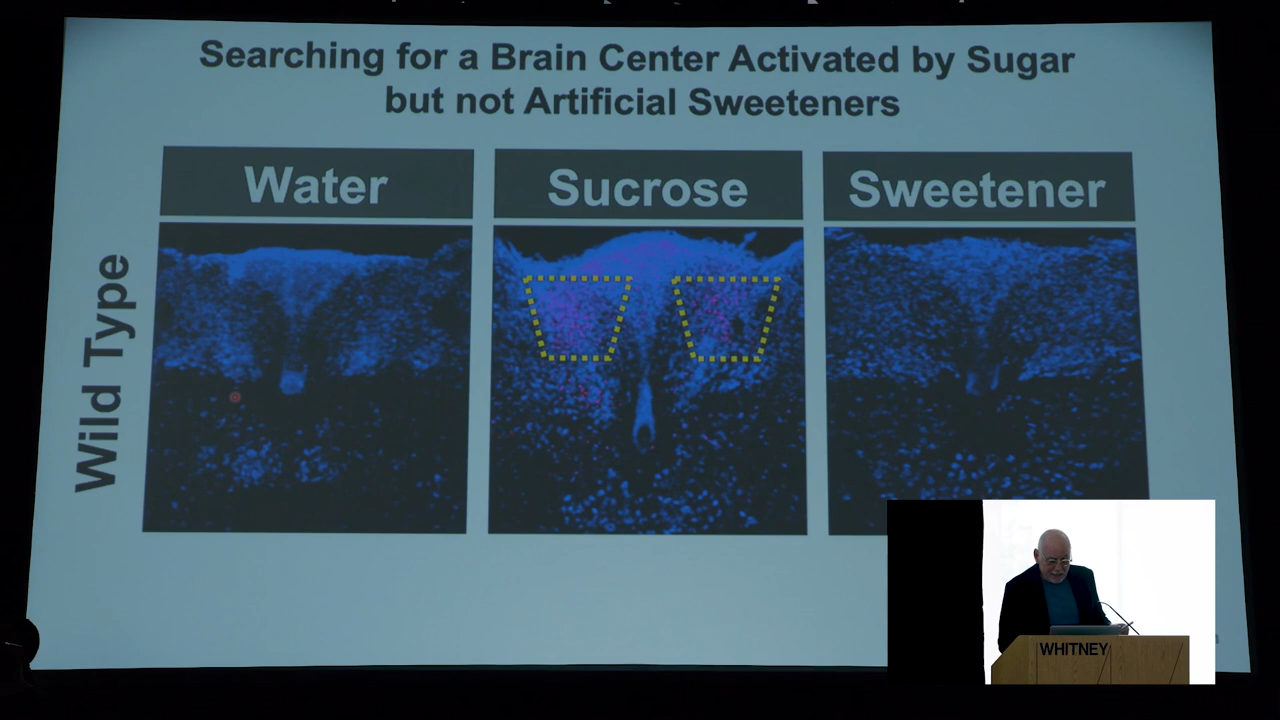 Searching for a Brain Center Activated by Sugar
but not Artificial Sweeteners
Water
Sucrose
Sweetener
Wild Type
WHITNEY